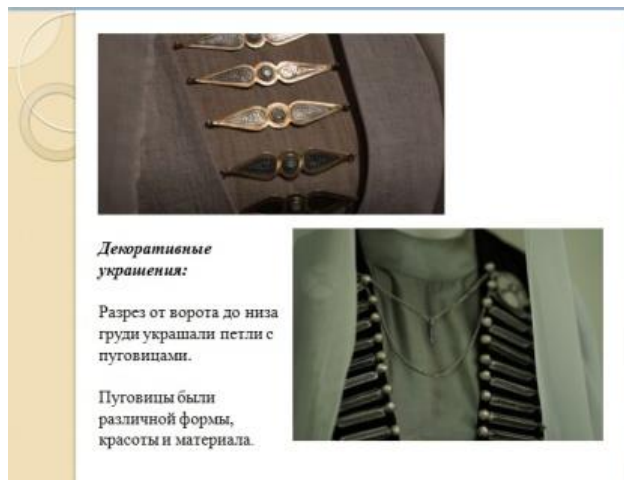 Декоративные
украшения:
Разрез от ворота до низа
груди украшали петли с
пуговицами.
Пуговицы были
различной формы,
красоты и материала.